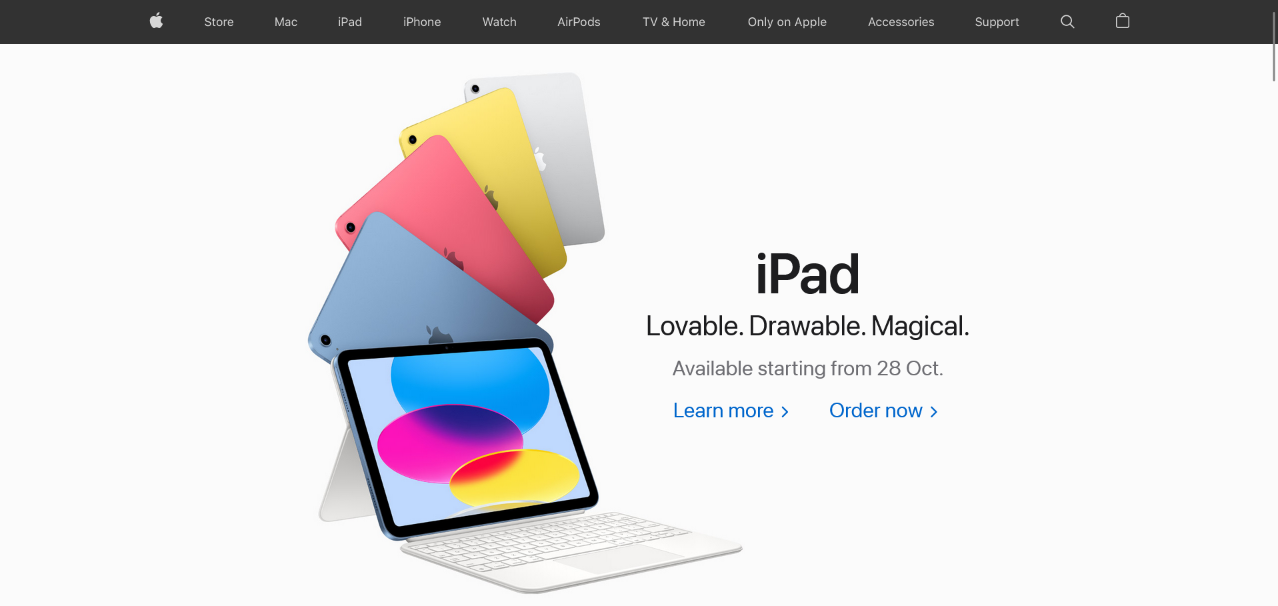 Store Mac iPad iPhone Watch AirPods TV & Home Only on Apple Accessories Support
iPad
Lovable. Drawable. Magical.
Available starting from 28 Oct.
Learn more > Order now >